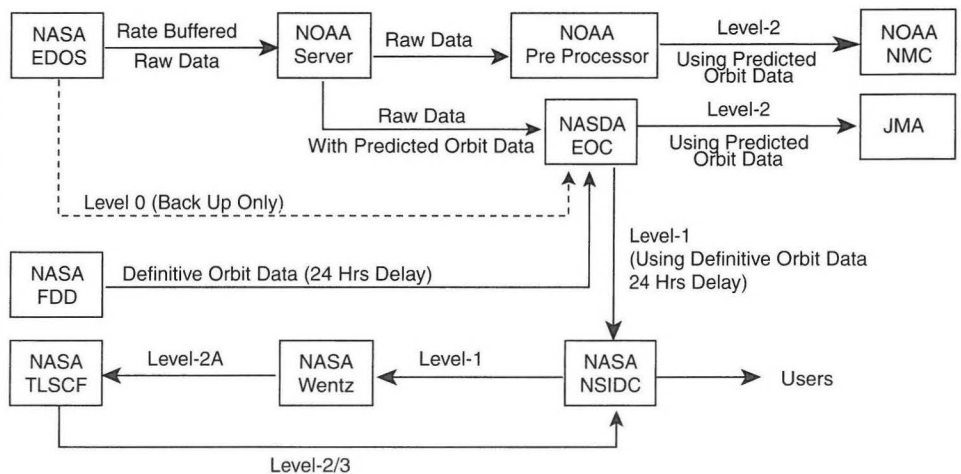 NASA
EDOS
Rate Buffered
Raw Data
NOAA
Server
Raw Data
NOAA
Pre Processor
Level-2
Using Predicted
Orbit Data
NOAA
NMC
Raw Data
With Predicted Orbit Data
NASDA
EOC
Level-2
Using Predicted
Orbit Data
JMA
Level 0 (Back Up Only)
NASA
FDD
Definitive Orbit Data (24 Hrs Delay)
Level-1
(Using Definitive Orbit Data
24 Hrs Delay)
NASA
TLSCF
Level-2A
NASA
Wentz
Level-1
NASA
NSIDC
Users
Level-2/3